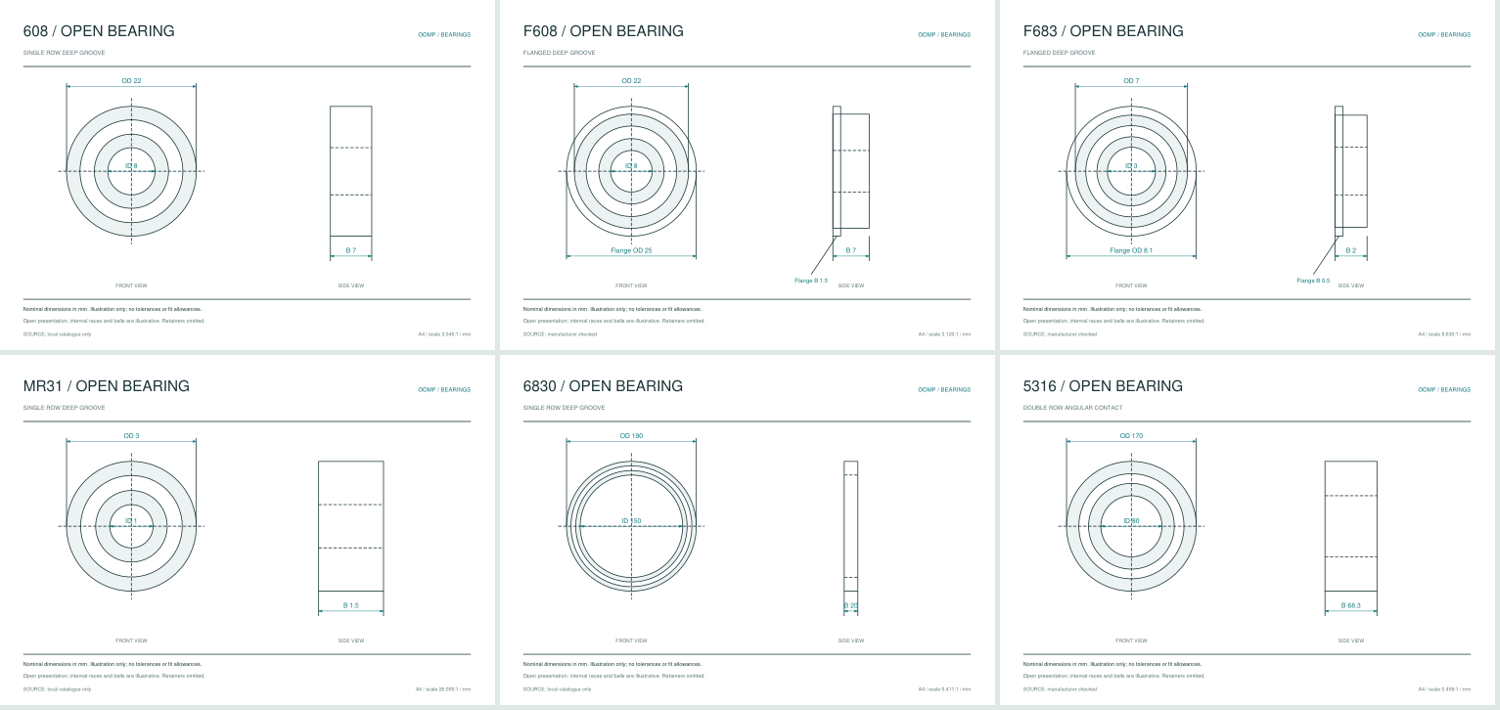 608 / OPEN BEARING
OOMP / BEARINGS
SINGLE ROW DEEP GROOVE
OD 22
ID 8
B 7
FRONT VIEW
SIDE VIEW
Nominal dimensions in mm. Illustration only; no tolerances or fit allowances.
Open presentation; internal races and balls are illustrative. Retainers omitted.
SOURCE: local catalogue only
F608 / OPEN BEARING
OOMP / BEARINGS
FLANGED DEEP GROOVE
OD 22
ID 8
Flange OD 25
B 7
Flange B 1.5
FRONT VIEW
SIDE VIEW
Nominal dimensions in mm. Illustration only; no tolerances or fit allowances.
Open presentation; internal races and balls are illustrative. Retainers omitted.
SOURCE: manufacturer checked
F683 / OPEN BEARING
OOMP / BEARINGS
FLANGED DEEP GROOVE
OD 7
ID 3
Flange OD 8.1
B 2
Flange B 0.5
FRONT VIEW
SIDE VIEW
Nominal dimensions in mm. Illustration only; no tolerances or fit allowances.
Open presentation; internal races and balls are illustrative. Retainers omitted.
SOURCE: manufacturer checked
MR31 / OPEN BEARING
OOMP / BEARINGS
SINGLE ROW DEEP GROOVE
OD 3
ID 1
B 1.5
FRONT VIEW
SIDE VIEW
Nominal dimensions in mm. Illustration only; no tolerances or fit allowances.
Open presentation; internal races and balls are illustrative. Retainers omitted.
SOURCE: local catalogue only
6830 / OPEN BEARING
OOMP / BEARINGS
SINGLE ROW DEEP GROOVE
OD 190
ID 150
B 20
FRONT VIEW
SIDE VIEW
Nominal dimensions in mm. Illustration only; no tolerances or fit allowances.
Open presentation; internal races and balls are illustrative. Retainers omitted.
SOURCE: local catalogue only
5316 / OPEN BEARING
OOMP / BEARINGS
DOUBLE ROW ANGULAR CONTACT
OD 170
ID 80
B 68.3
FRONT VIEW
SIDE VIEW
Nominal dimensions in mm. Illustration only; no tolerances or fit allowances.
Open presentation; internal races and balls are illustrative. Retainers omitted.
SOURCE: manufacturer checked